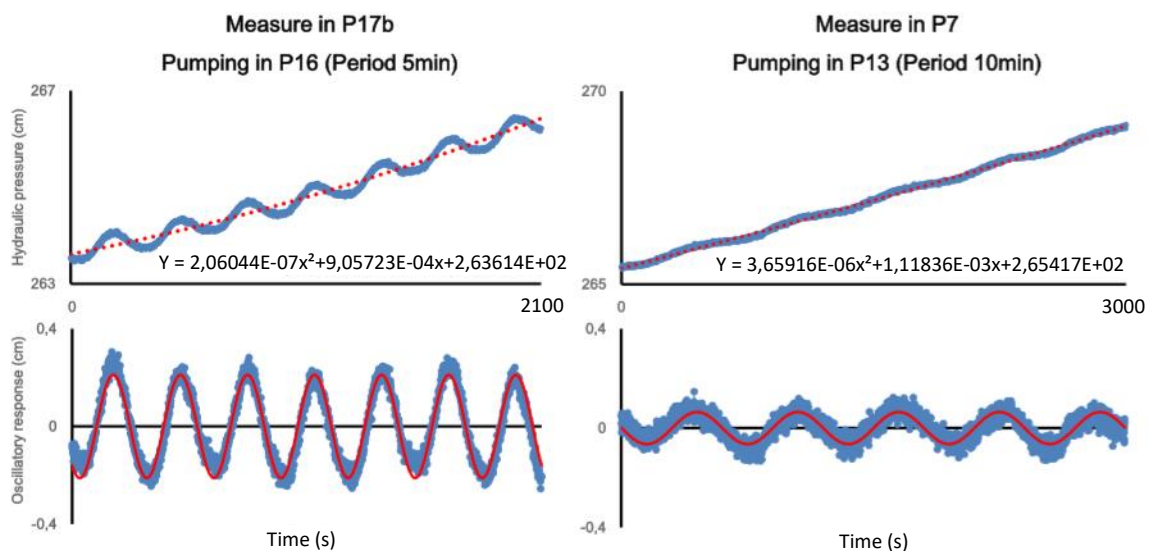 Measure in P17b
Pumping in P16 (Period 5min)
Hydraulic pressure (cm)
267
263
Y = 2,06044E-07x²+9,05723E-04x+2,63614E+02
0
2100
Measure in P7
Pumping in P13 (Period 10min)
270
265
Y = 3,65916E-06x²+1,11836E-03x+2,65417E+02
0
3000
Oscillatory response (cm)
0,4
0
-0,4
Time (s)
0,4
0
-0,4
Time (s)